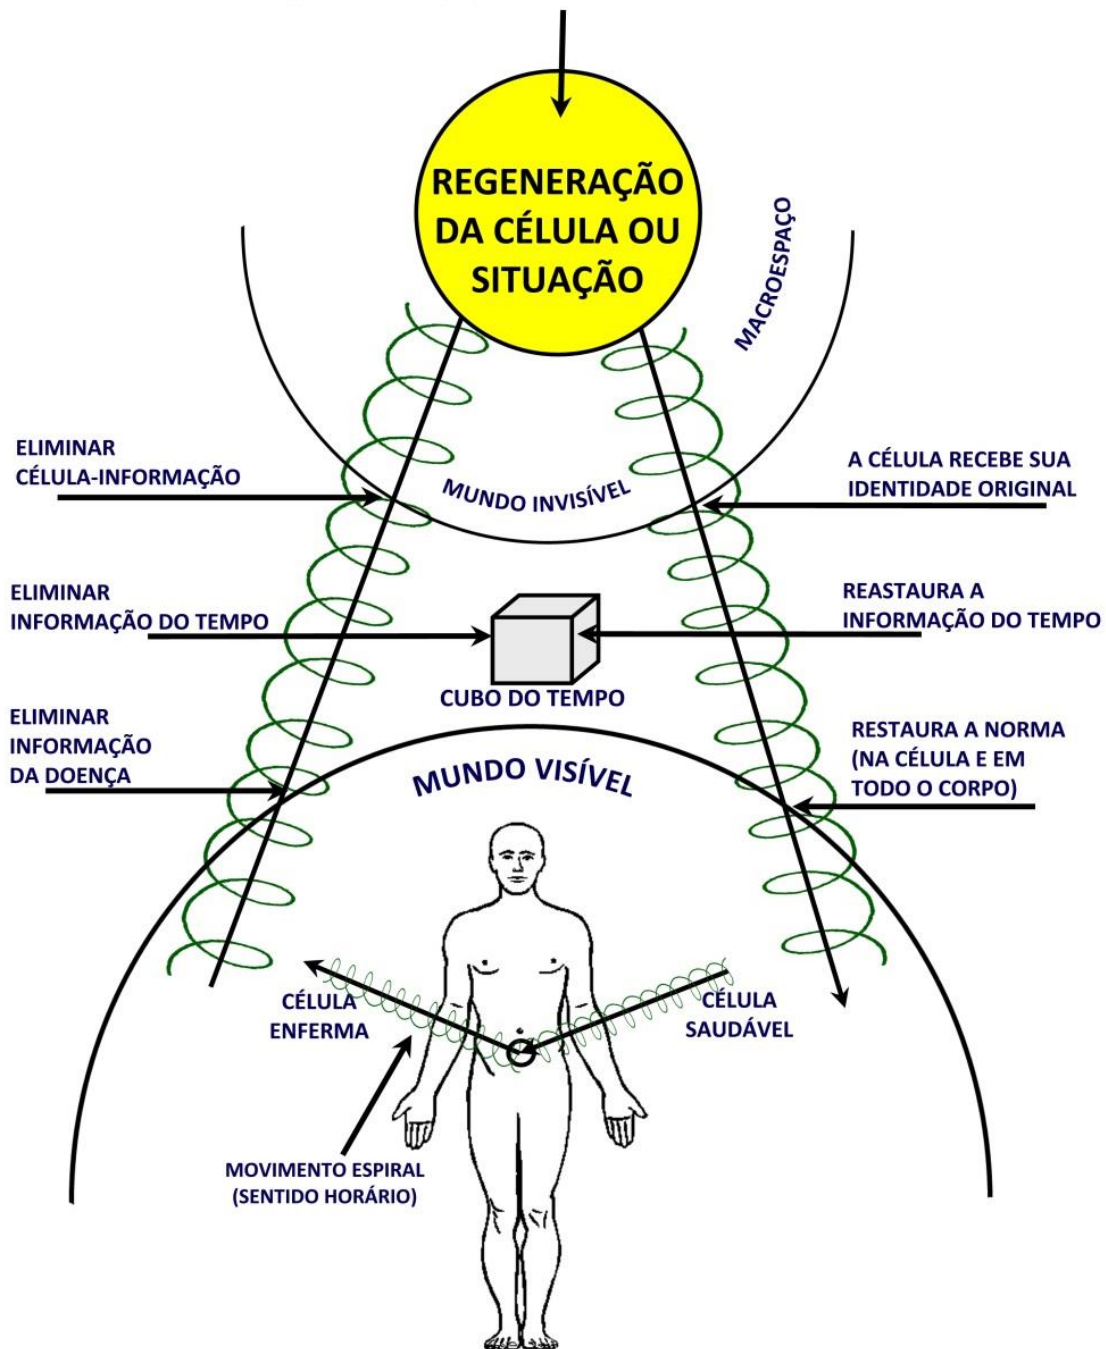 REGENERAÇÃO
DA CÉLULA OU
SITUAÇÃO
MACROESPAÇO
ELIMINAR
CÉLULA-INFORMAÇÃO
MUNDO INVISÍVEL
A CÉLULA RECEBE SUA
IDENTIDADE ORIGINAL
ELIMINAR
INFORMAÇÃO DO TEMPO
REASTAURA A
INFORMAÇÃO DO TEMPO
CUBO DO TEMPO
ELIMINAR
INFORMAÇÃO
DA DOENÇA
MUNDO VISÍVEL
RESTAURA A NORMA
(NA CÉLULA E EM
TODO O CORPO)
CÉLULA
ENFERMA
CÉLULA
SAUDÁVEL
MOVIMENTO ESPIRAL
(SENTIDO HORÁRIO)